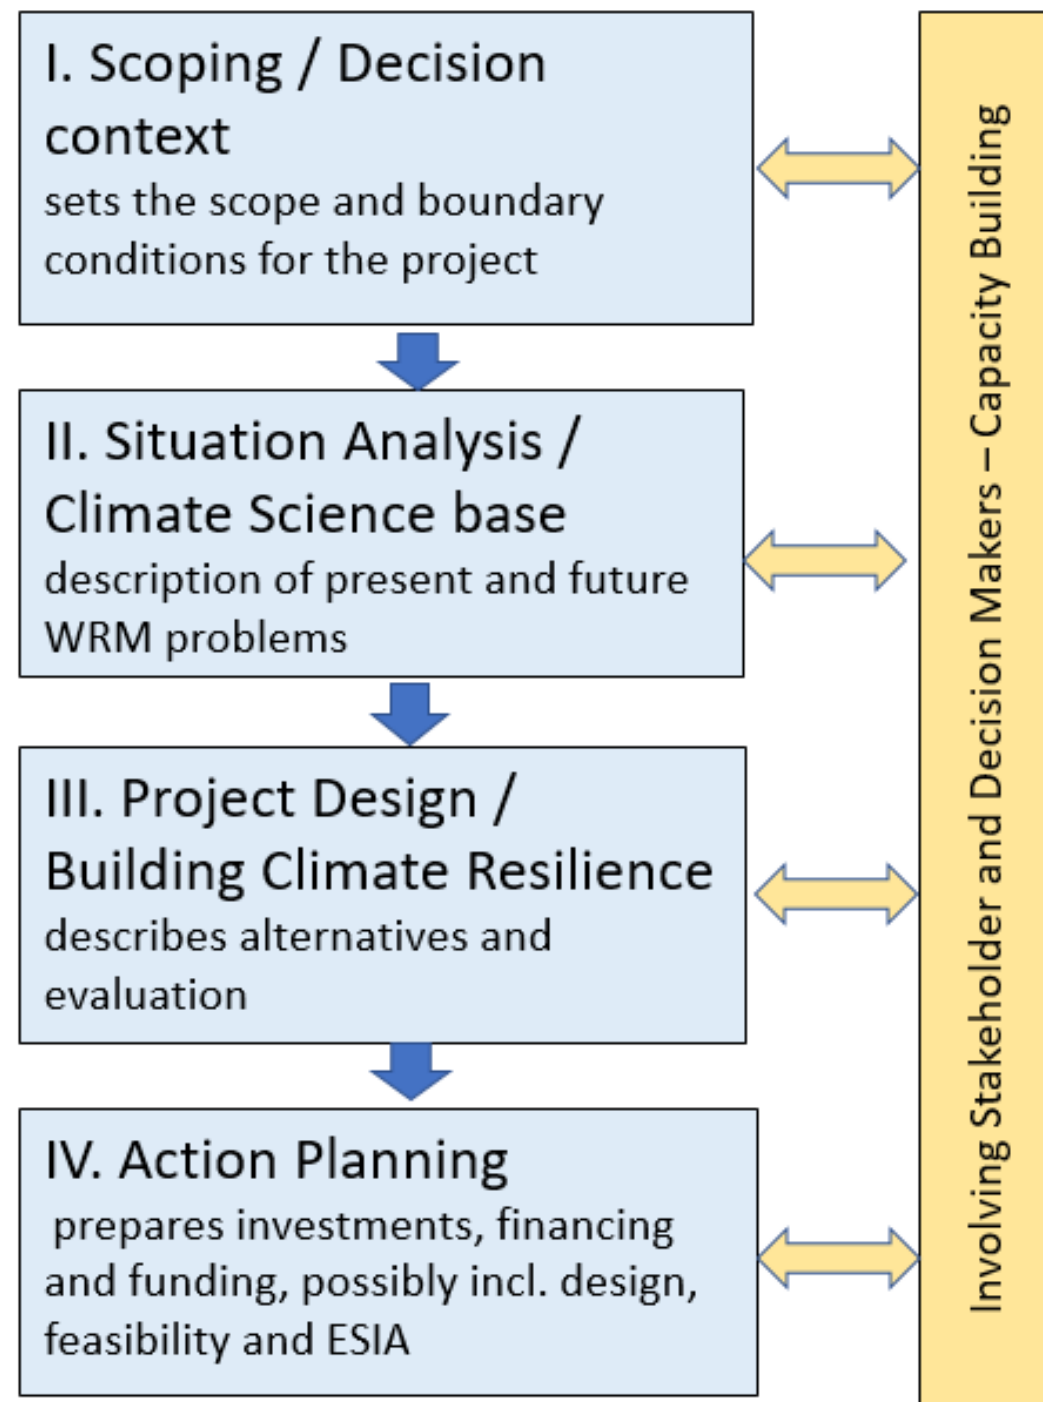 I. Scoping / Decision
context
sets the scope and boundary
conditions for the project
II. Situation Analysis /
Climate Science base
description of present and future
WRM problems
III. Project Design /
Building Climate Resilience
describes alternatives and
evaluation
IV. Action Planning
prepares investments, financing
and funding, possibly incl. design,
feasibility and ESIA
Involving Stakeholder and Decision Makers – Capacity Building